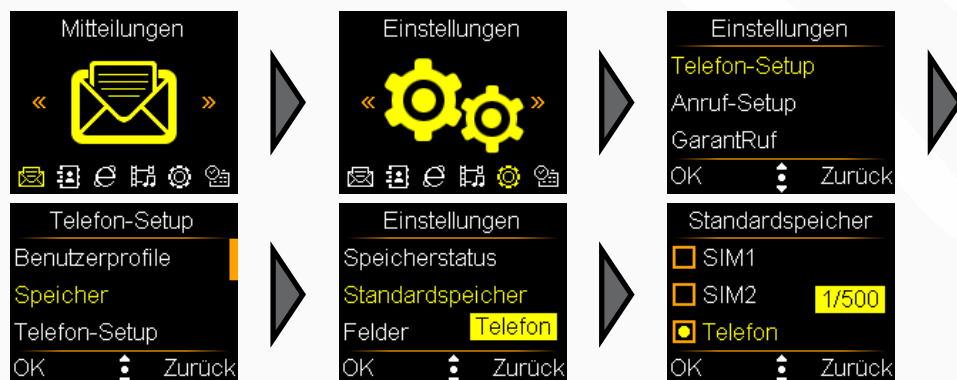 Mitteilungen
« »
Einstellungen
« »
Einstellungen
Telefon-Setup
Anruf-Setup
GarantRuf
OK Zurück
Telefon-Setup
Benutzerprofile
Speicher
Telefon-Setup
OK Zurück
Einstellungen
Speicherstatus
Standardspeicher
Felder Telefon
OK Zurück
Standardspeicher
SIM1
SIM2 1/500
Telefon
OK Zurück